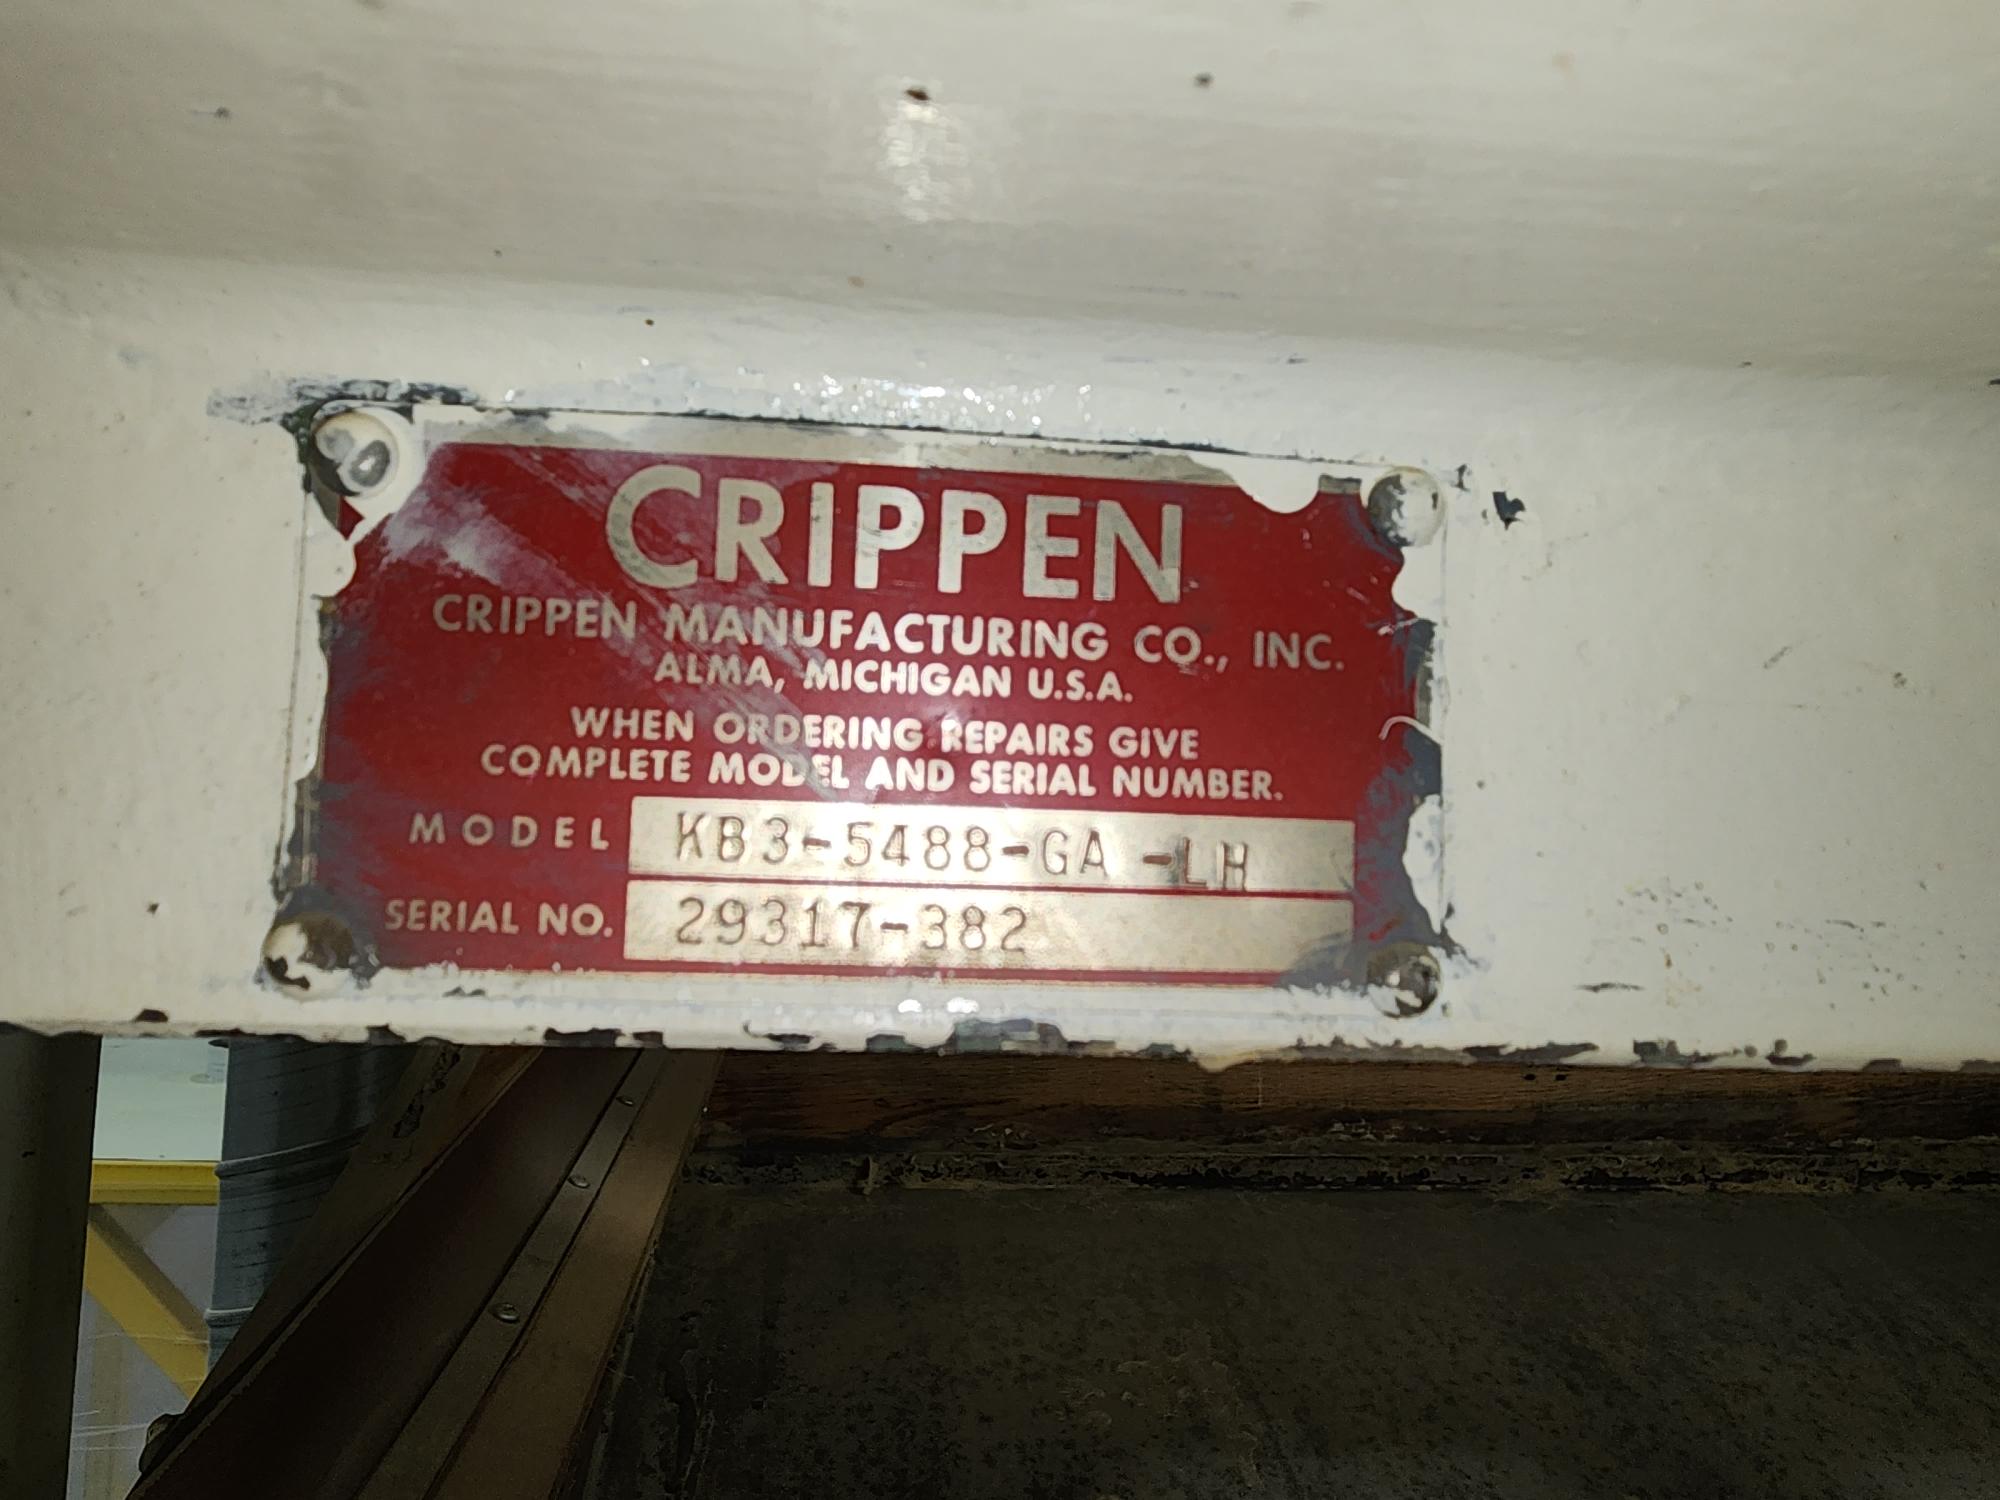 CRIPPEN
CRIPPEN MANUFACTURING CO., INC.
ALMA, MICHIGAN U.S.A.
WHEN ORDERING REPAIRS GIVE
COMPLETE MODEL AND SERIAL NUMBER.
MODEL KB3-5488-GA -LH
SERIAL NO. 29317-382